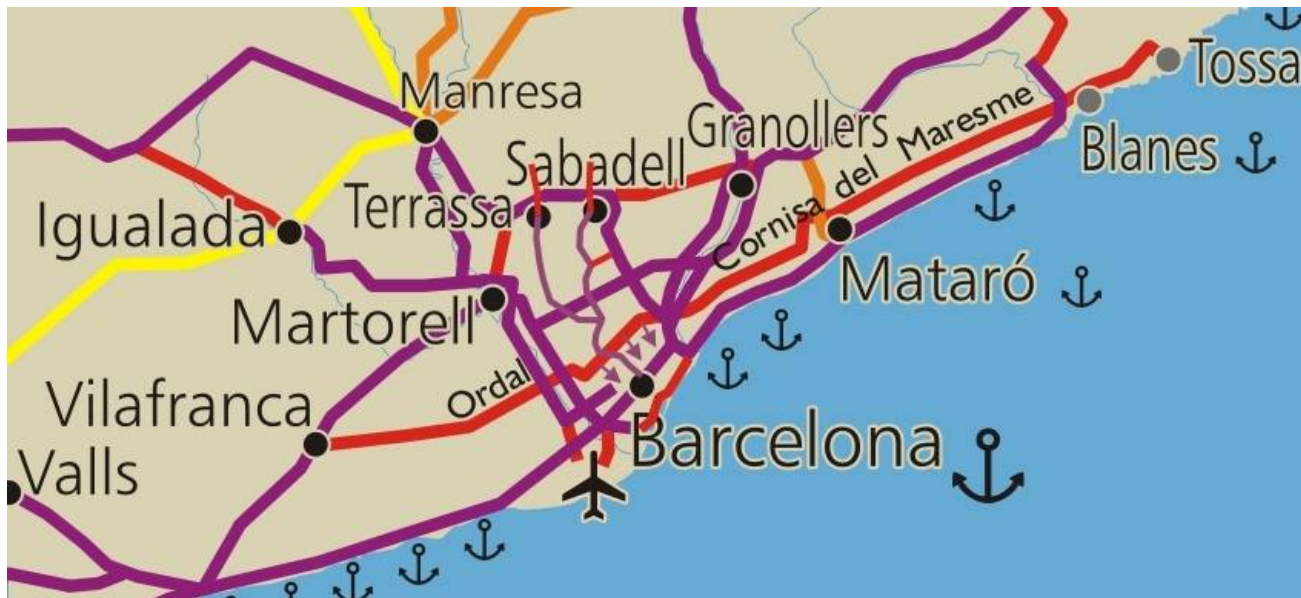 Tossa
Manresa
Granollers
Blanes
Sabadell
Terrassa
Igualada
Cornisa del Maresme
Mataró
Martorell
Ordal
Vilafranca
Barcelona
Valls